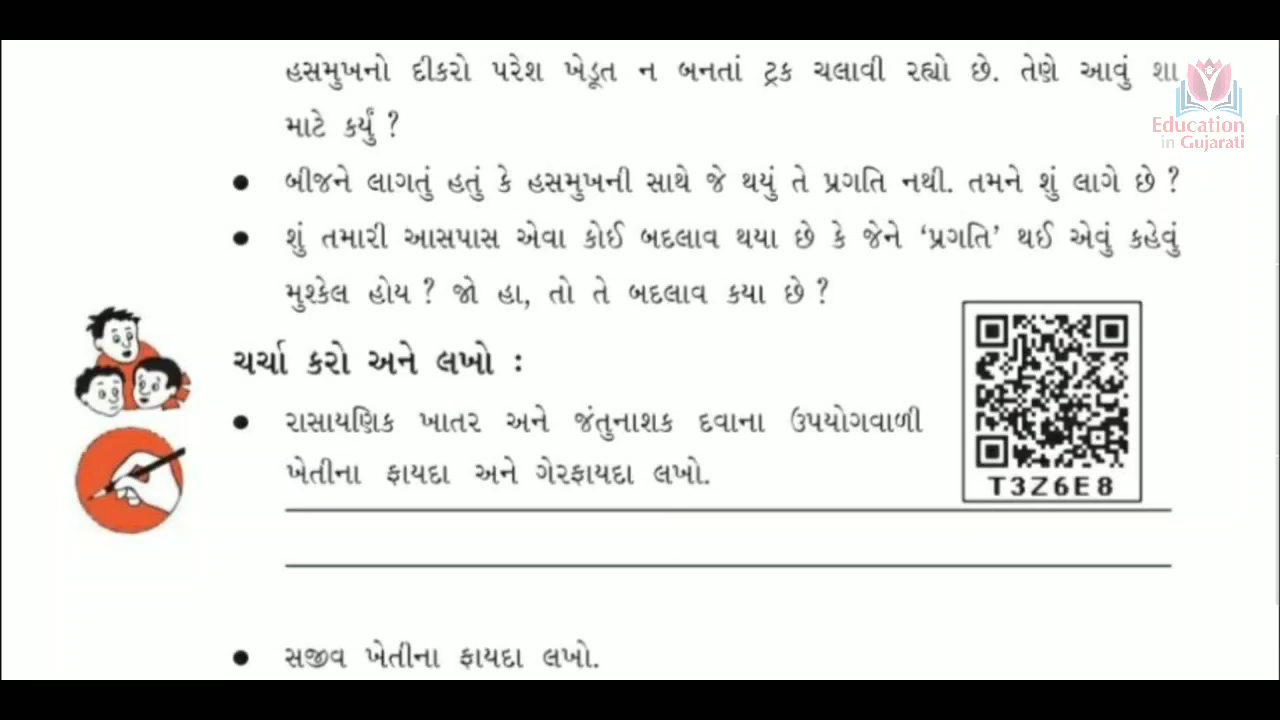 હસમુખનો દીકરો પરેશ ખેડૂત ન બનતાં ટ્રક ચલાવી રહ્યો છે. તેણે આવું શા
માટે કર્યું ?
Education
in Gujarati
● બીજને લાગતું હતું કે હસમુખની સાથે જે થયું તે પ્રગતિ નથી. તમને શું લાગે છે ?
● શું તમારી આસપાસ એવા કોઈ બદલાવ થયા છે કે જેને ‘પ્રગતિ’ થઈ એવું કહેવું
મુશ્કેલ હોય ? જો હા, તો તે બદલાવ કયા છે ?
ચર્ચા કરો અને લખો :
● રાસાયણિક ખાતર અને જંતુનાશક દવાના ઉપયોગવાળી
ખેતીના ફાયદા અને ગેરફાયદા લખો.
T3Z6E8
● સજીવ ખેતીના ફાયદા લખો.